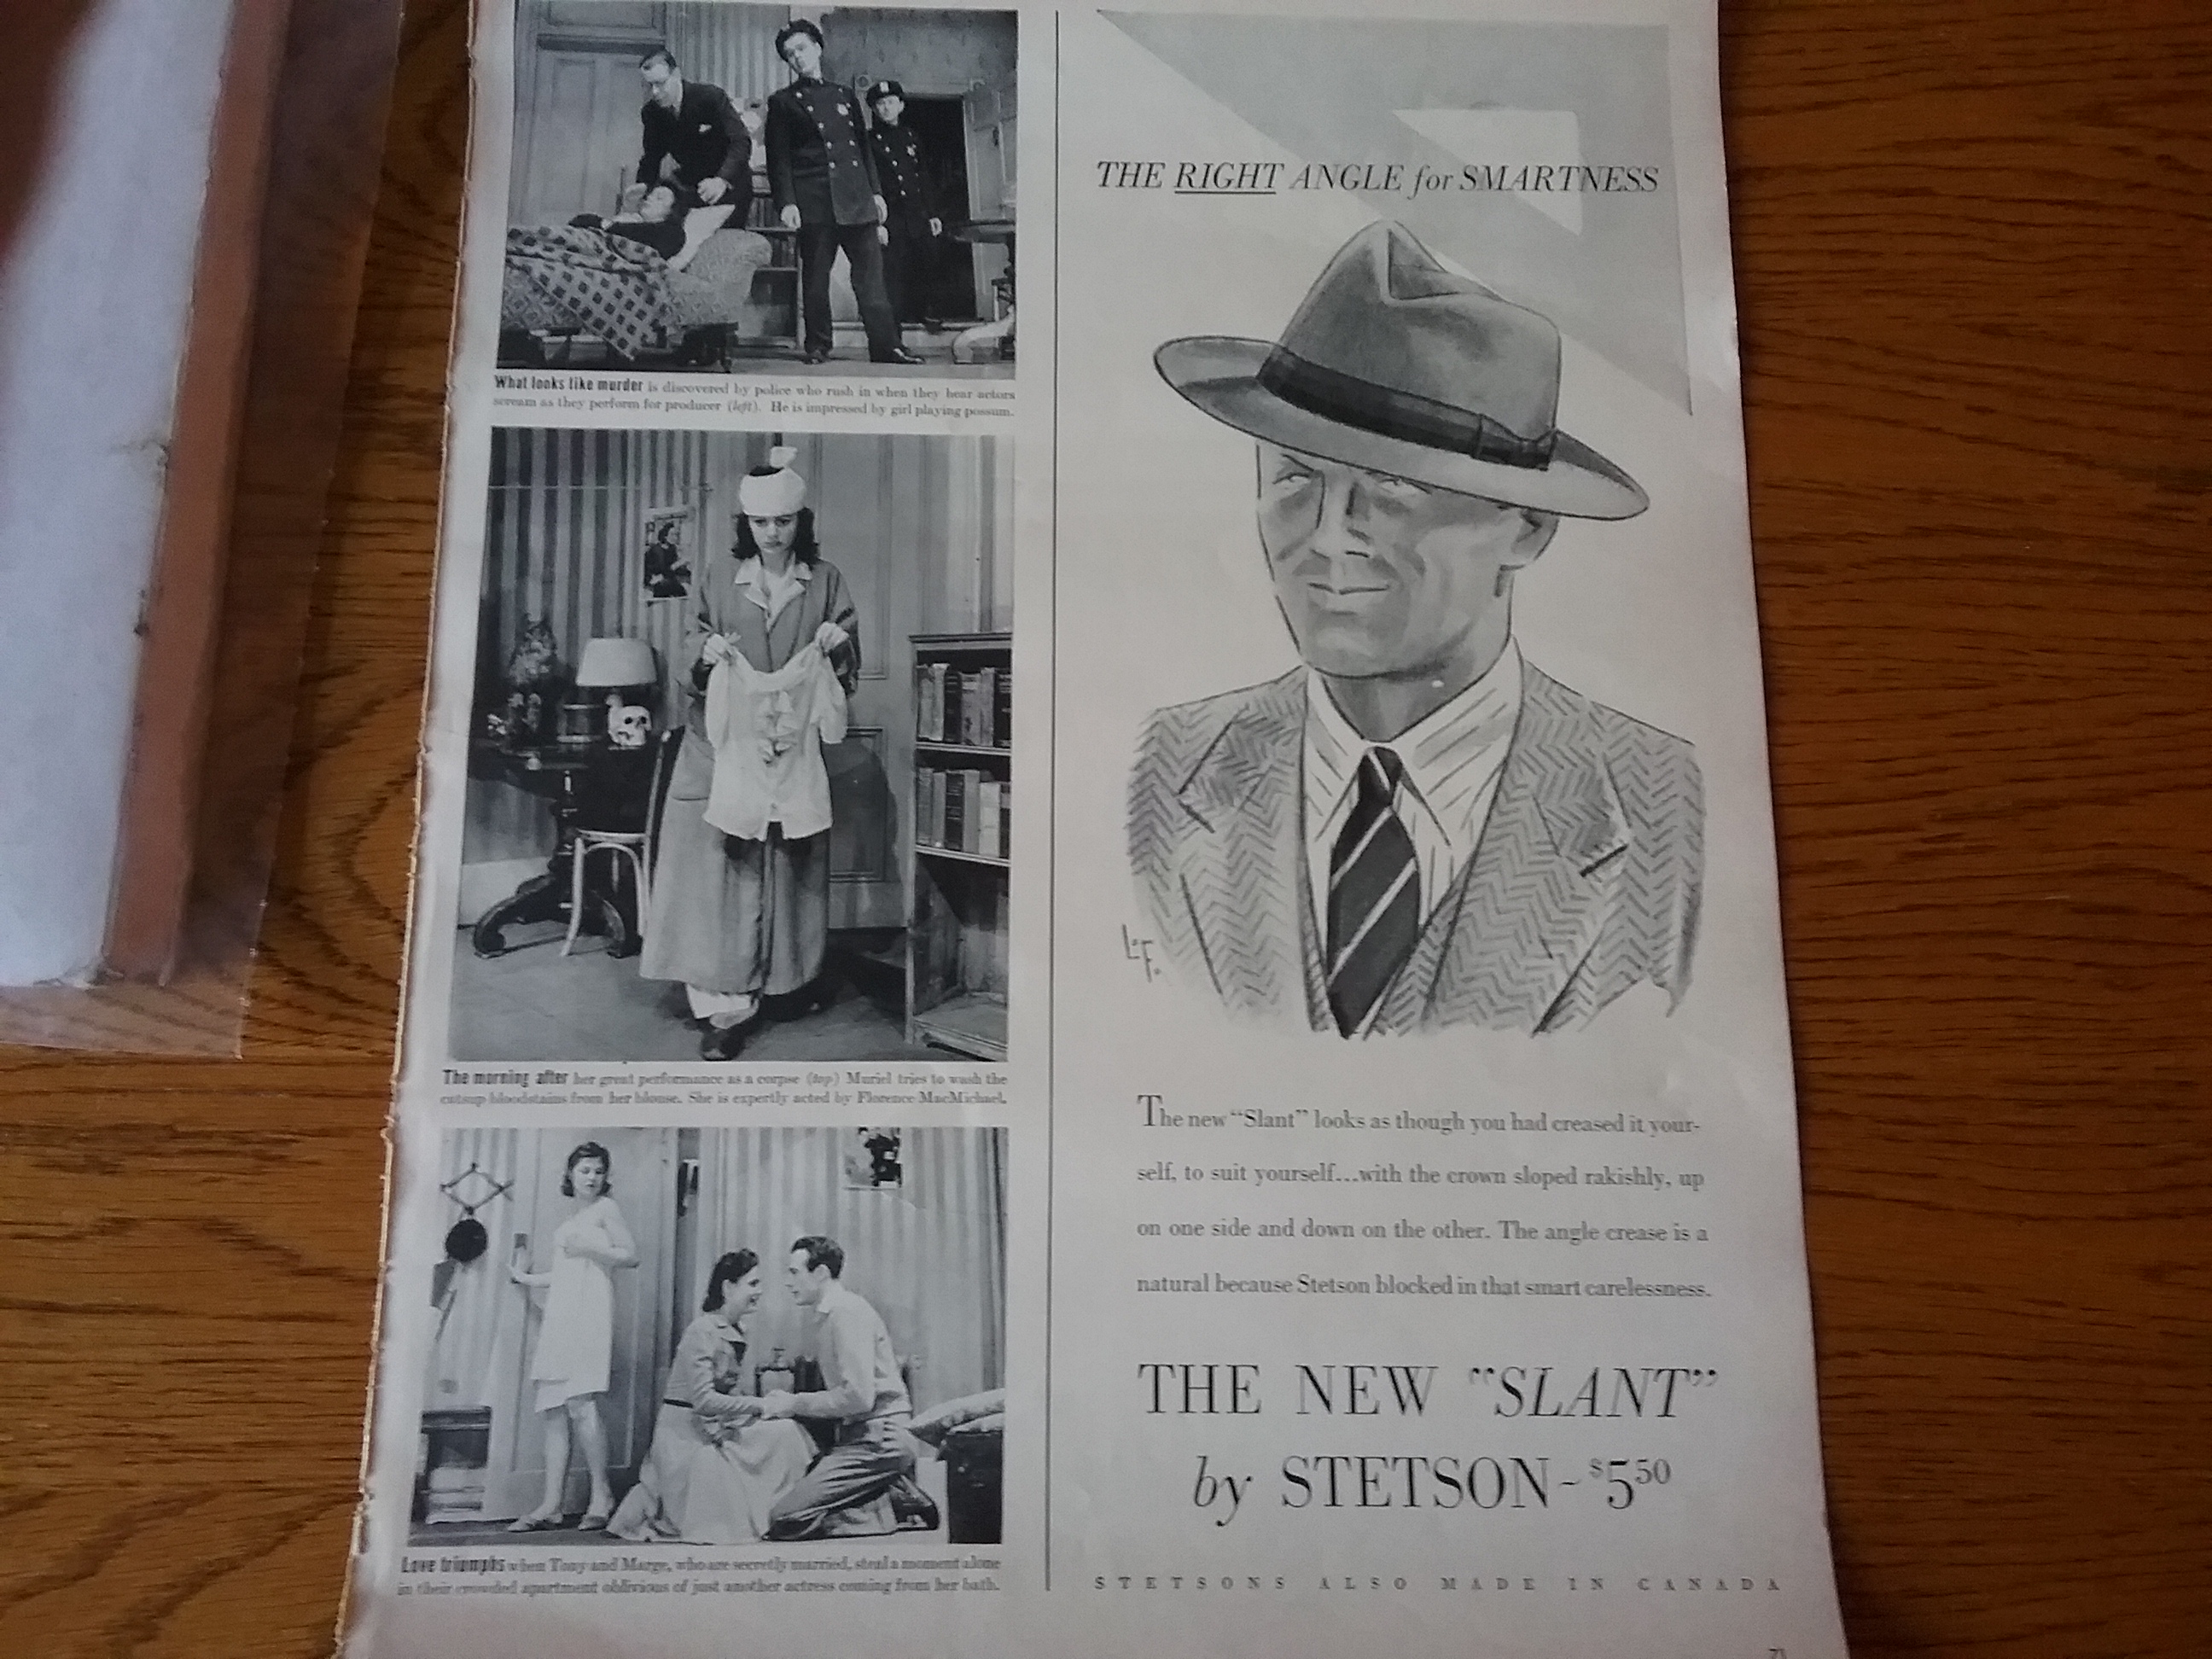 What looks like murder is discovered by police who rush in when they hear actors
scream as they perform for producer (left). He is impressed by girl playing possum.
The morning after her great performance as a corpse (top) Muriel tries to wash the
catsup bloodstains from her blouse. She is expertly acted by Florence MacMichael.
Love triumphs when Tony and Marge, who are secretly married, steal a moment alone
in their crowded apartment oblivious of just another actress coming from her bath.
THE RIGHT ANGLE for SMARTNESS
L.F.
The new “Slant” looks as though you had creased it your-
self, to suit yourself...with the crown sloped rakishly, up
on one side and down on the other. The angle crease is a
natural because Stetson blocked in that smart carelessness.
THE NEW “SLANT”
by STETSON-$550
STETSONS ALSO MADE IN CANADA